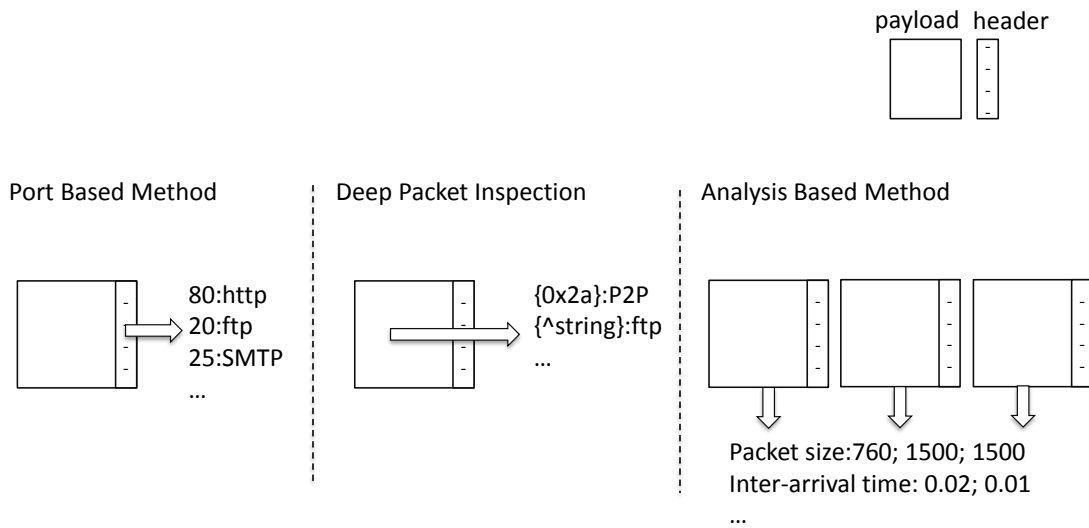 payload header
Port Based Method
Deep Packet Inspection
Analysis Based Method
80:http
20:ftp
25:SMTP
...
{0x2a}:P2P
{^string}:ftp
...
Packet size:760; 1500; 1500
Inter-arrival time: 0.02; 0.01
...